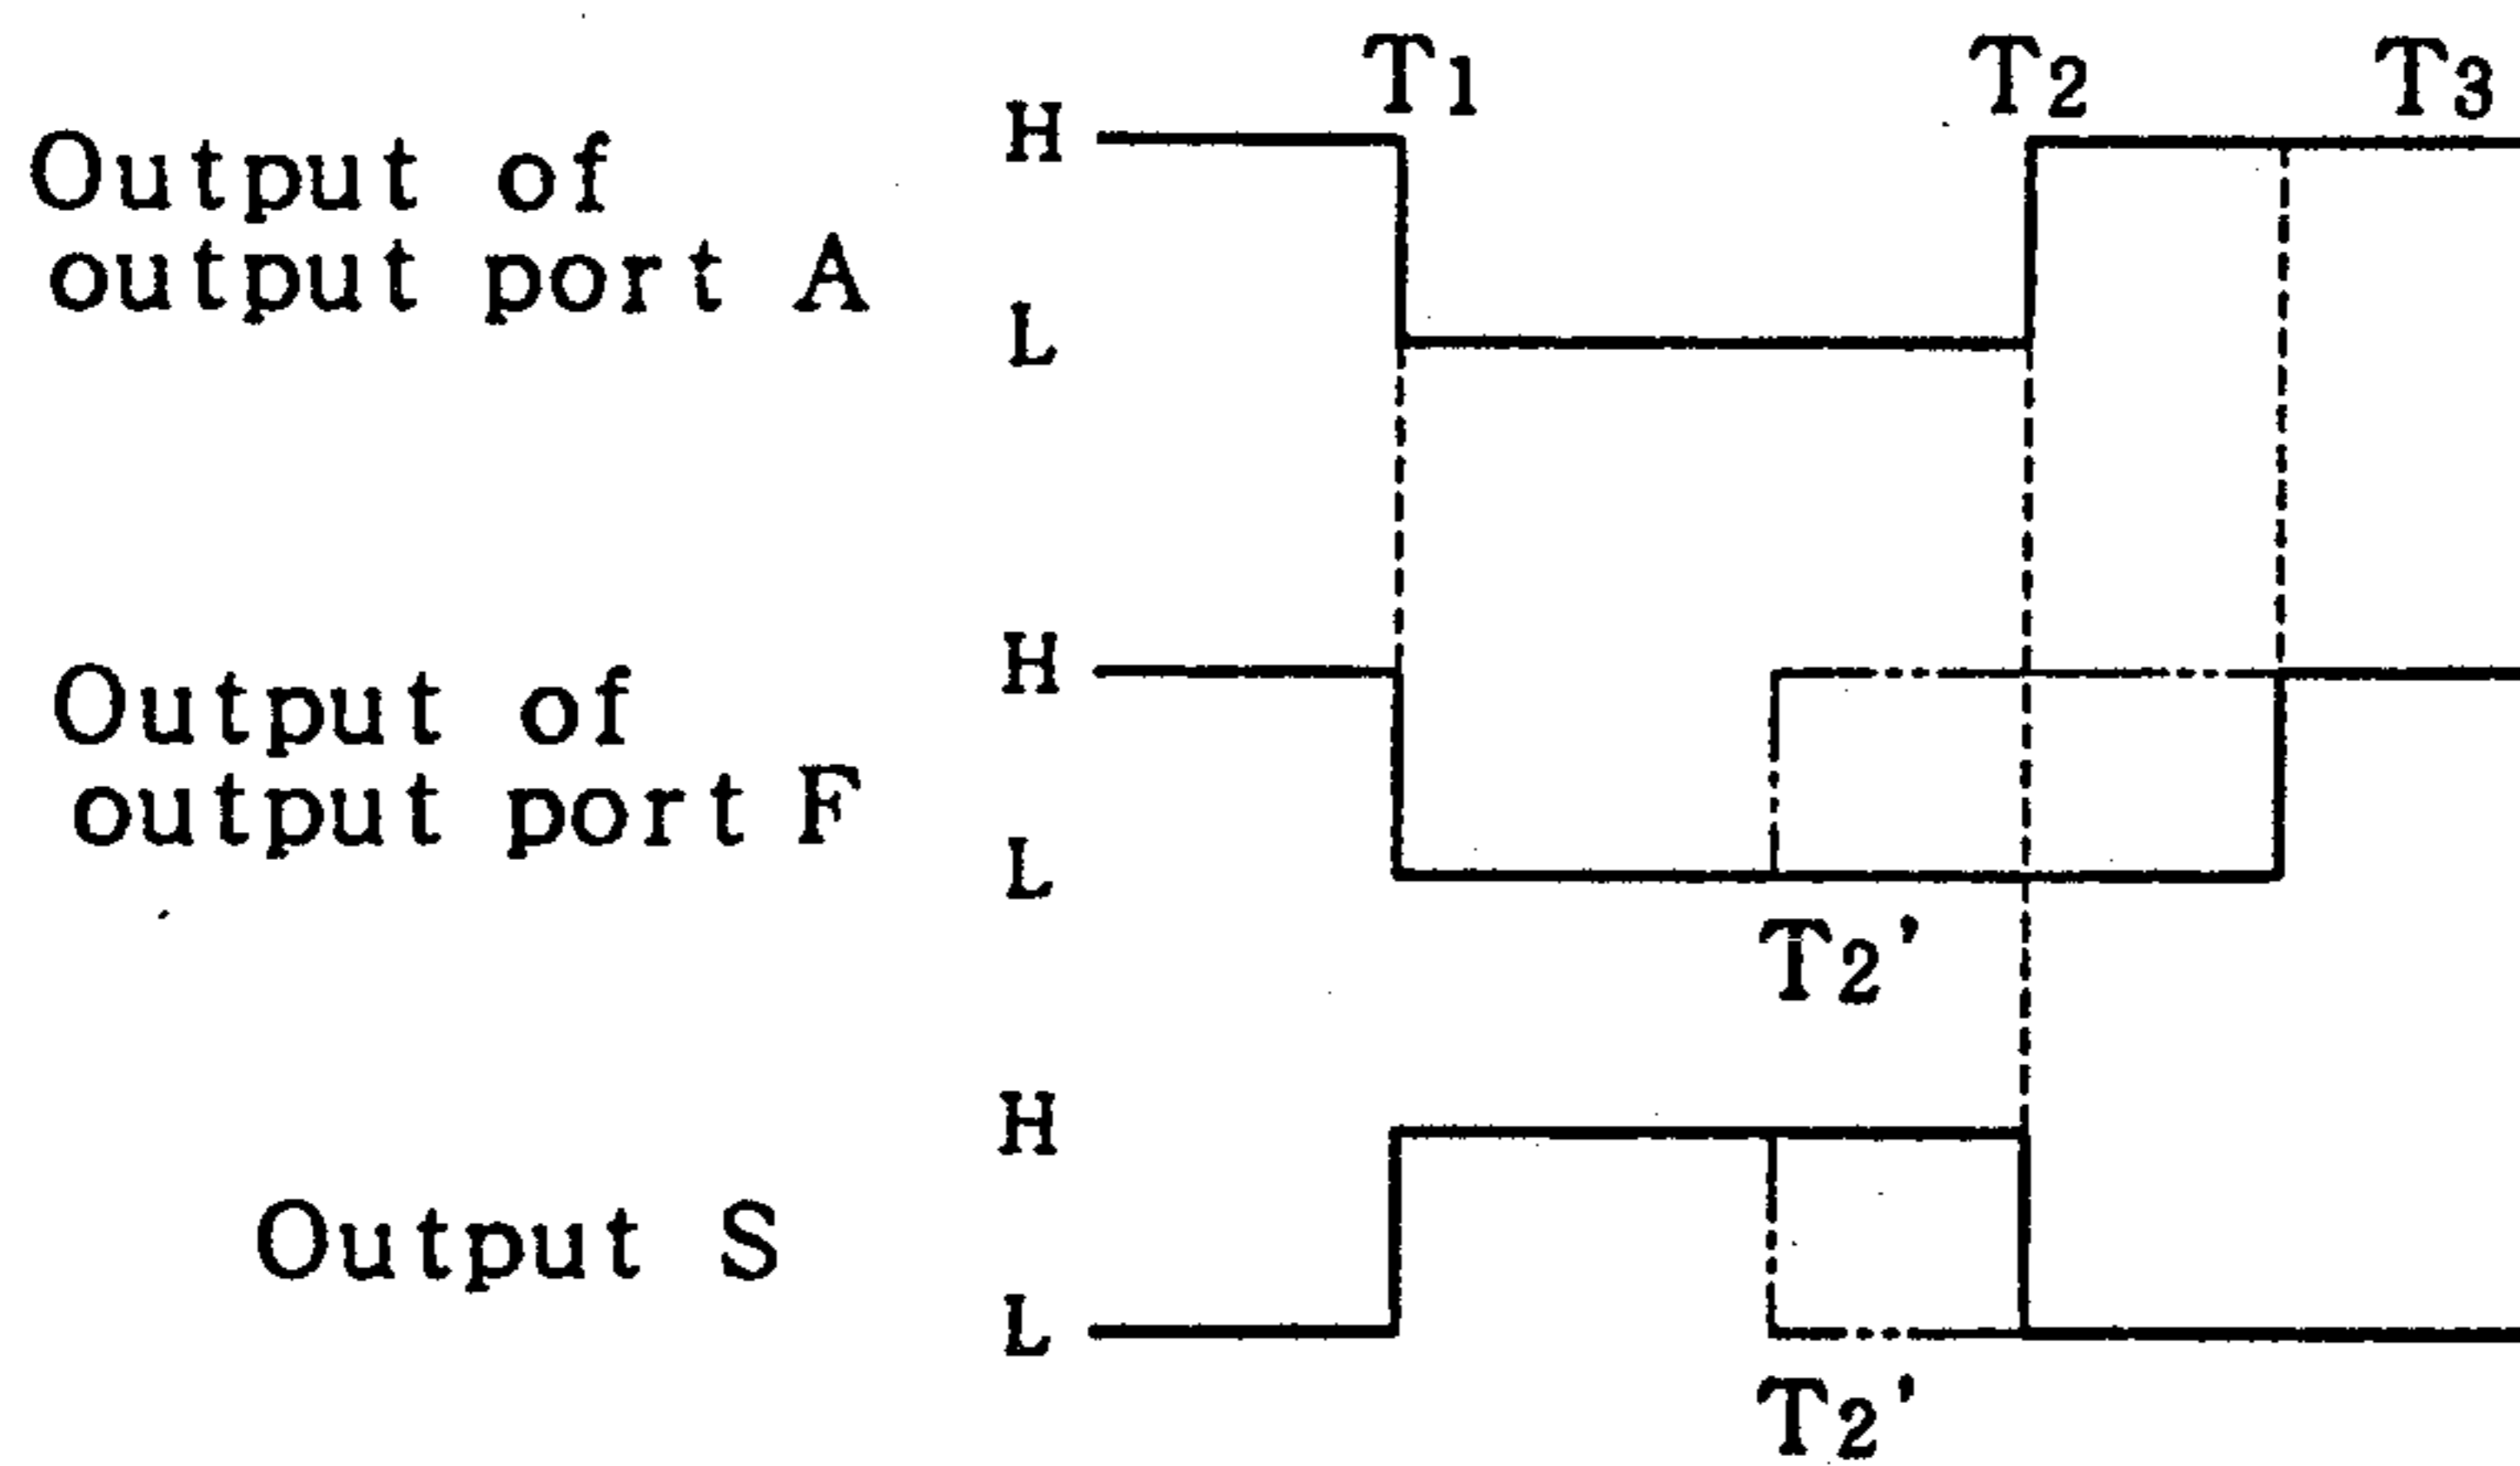 T1 T2 T3
H
Output of
output port A
L
H
Output of
output port F
L
T2'
H
Output S
L
T2'